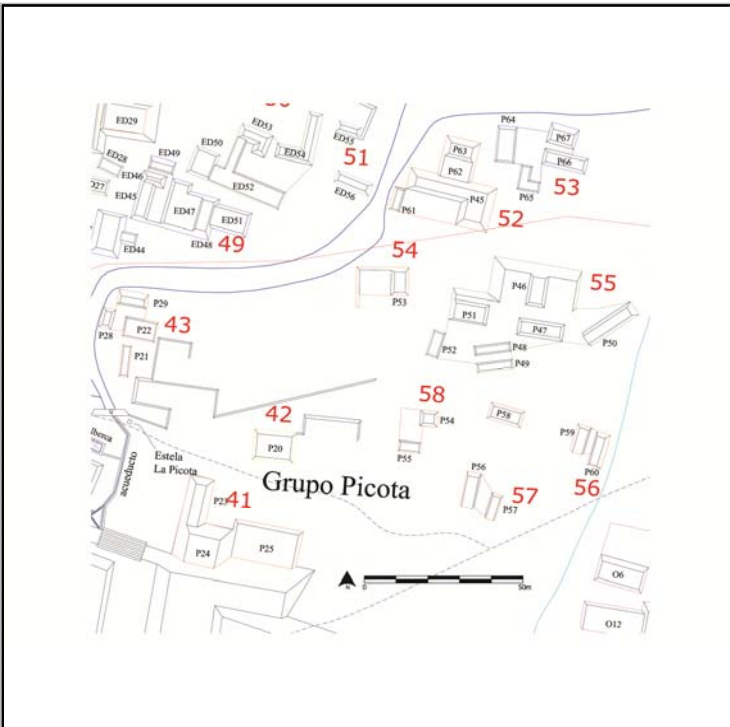 ED29
ED53
ED50
ED54
ED55
51
ED28
ED49
ED46
ED52
ED56
D27
ED45
ED47
ED51
ED48
49
ED44
P64
P67
P63
P66
P62
53
P65
P45
P61
52
54
P53
55
P46
P51
P47
P50
P52
P48
P49
P29
P28
P22
43
P21
58
P54
42
P58
P20
P55
P59
P60
56
Estela
La Picota
acueducto
Grupo Picota
P56
57
P57
P23
41
P24
P25
N
0
50m
O6
O12